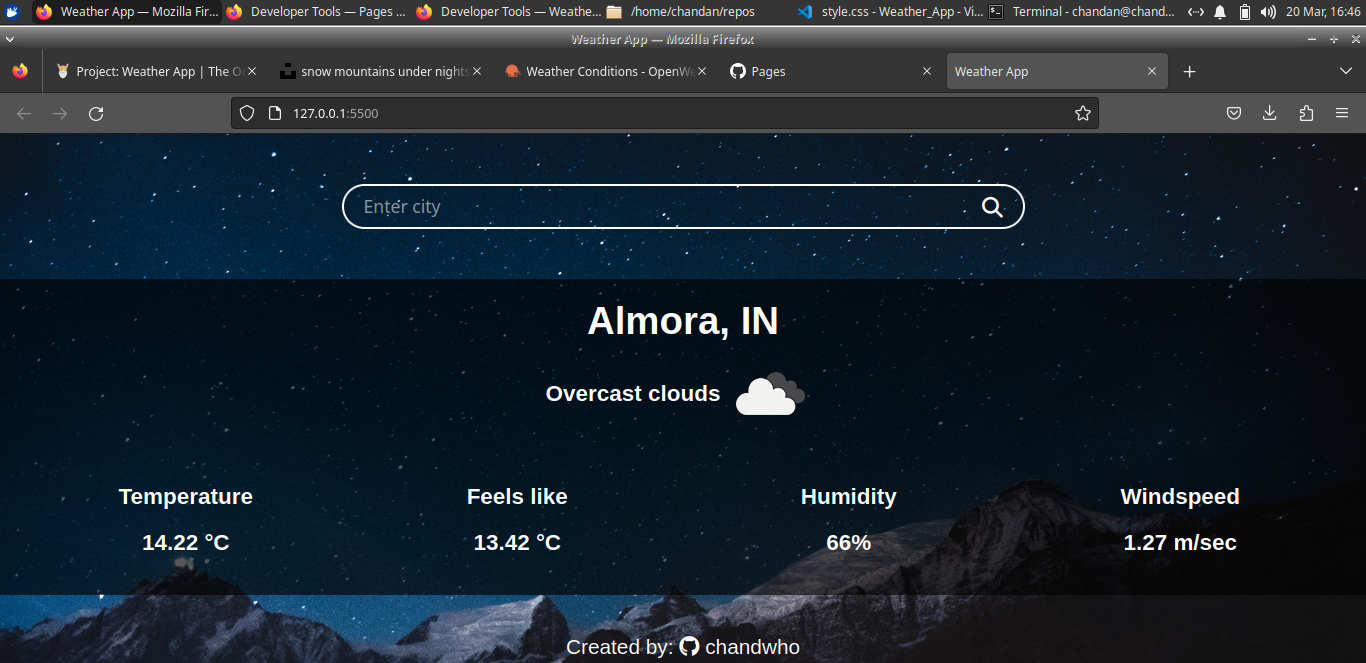 Weather App — Mozilla Fir... Developer Tools — Pages ... Developer Tools — Weathe... /home/chandan/repos style.css - Weather_App - Vi... Terminal - chandan@chand... 20 Mar, 16:46
Weather App — Mozilla Firefox
Project: Weather App | The O snow mountains under nights Weather Conditions - OpenWe Pages Weather App
127.0.0.1:5500
Enter city
Almora, IN
Overcast clouds
Temperature Feels like Humidity Windspeed
14.22 °C 13.42 °C 66% 1.27 m/sec
Created by: chandwho